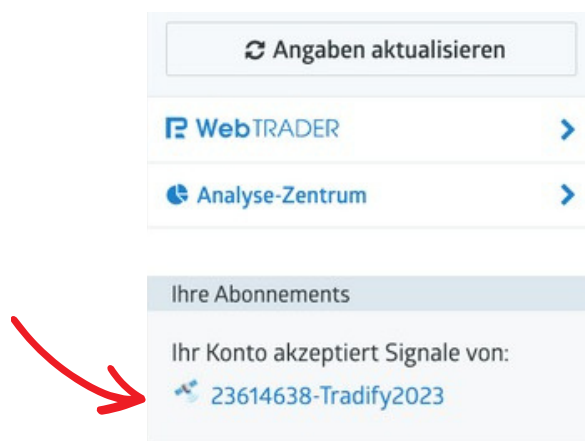 Angaben aktualisieren
WebTRADER
Analyse-Zentrum
Ihre Abonnements
Ihr Konto akzeptiert Signale von:
23614638-Tradify2023